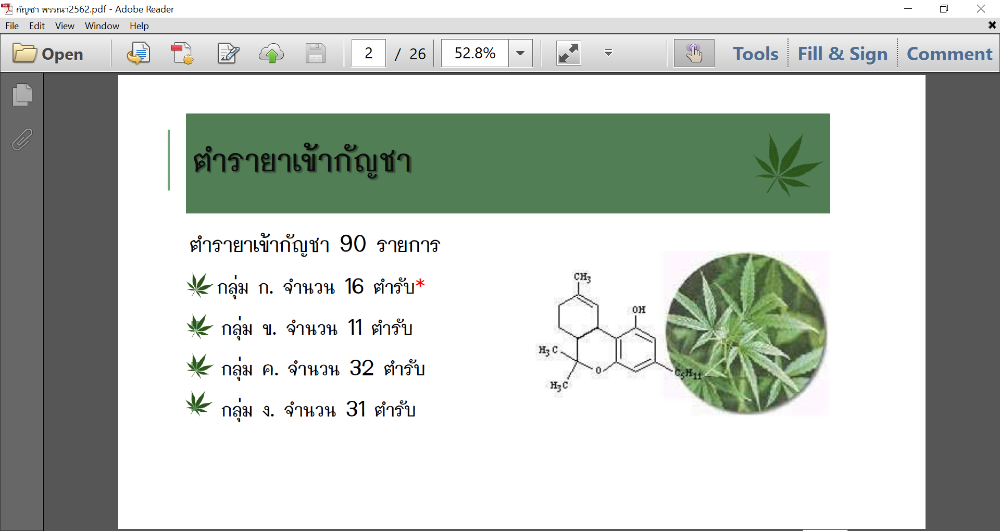 กัญชา พรรณา2562.pdf - Adobe Reader
File Edit View Window Help
Open 2 / 26 52.8% Tools Fill & Sign Comment
ตำรายาเข้ากัญชา
ตำรายาเข้ากัญชา 90 รายการ
กลุ่ม ก. จำนวน 16 ตำรับ*
กลุ่ม ข. จำนวน 11 ตำรับ
กลุ่ม ค. จำนวน 32 ตำรับ
กลุ่ม ง. จำนวน 31 ตำรับ
CH3
OH
H3C
O
C5H11
H3C